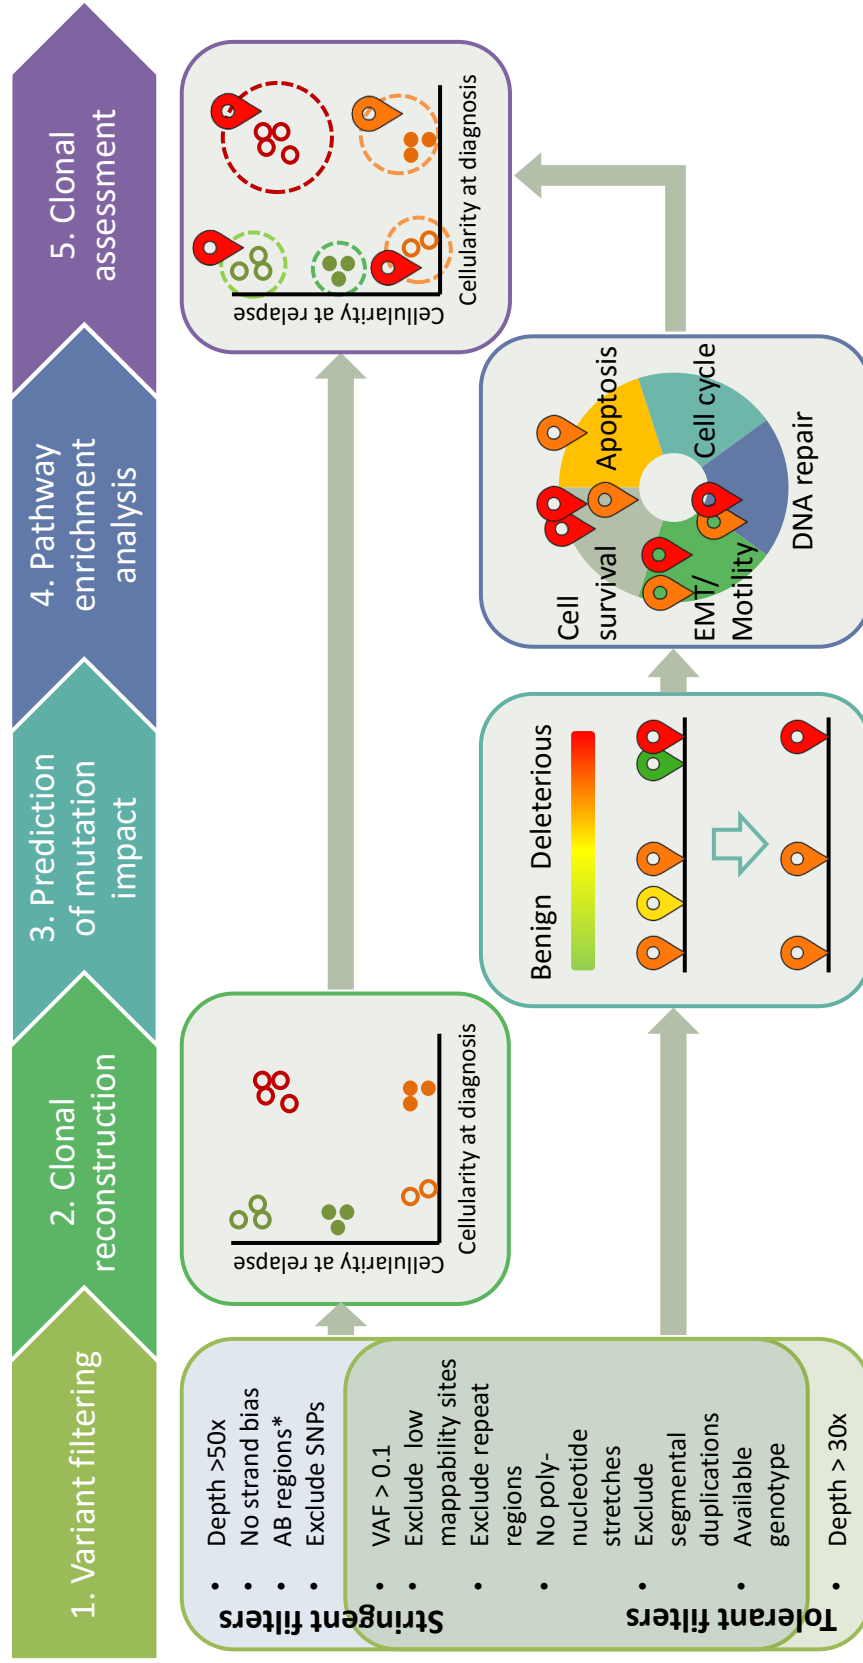 1. Variant filtering
2. Clonal
reconstruction
3. Prediction
of mutation
impact
4. Pathway
enrichment
analysis
5. Clonal
assessment
Stringent filters
• Depth >50x
• No strand bias
• AB regions*
• Exclude SNPs
• VAF > 0.1
• Exclude low
mappability sites
• Exclude repeat
regions
• No poly-
nucleotide
stretches
• Exclude
segmental
duplications
• Available
genotype
Tolerant filters
• Depth > 30x
Cellularity at relapse
Cellularity at diagnosis
Benign Deleterious
Cell
survival
Apoptosis
EMT/
Motility
Cell cycle
DNA repair
Cellularity at relapse
Cellularity at diagnosis